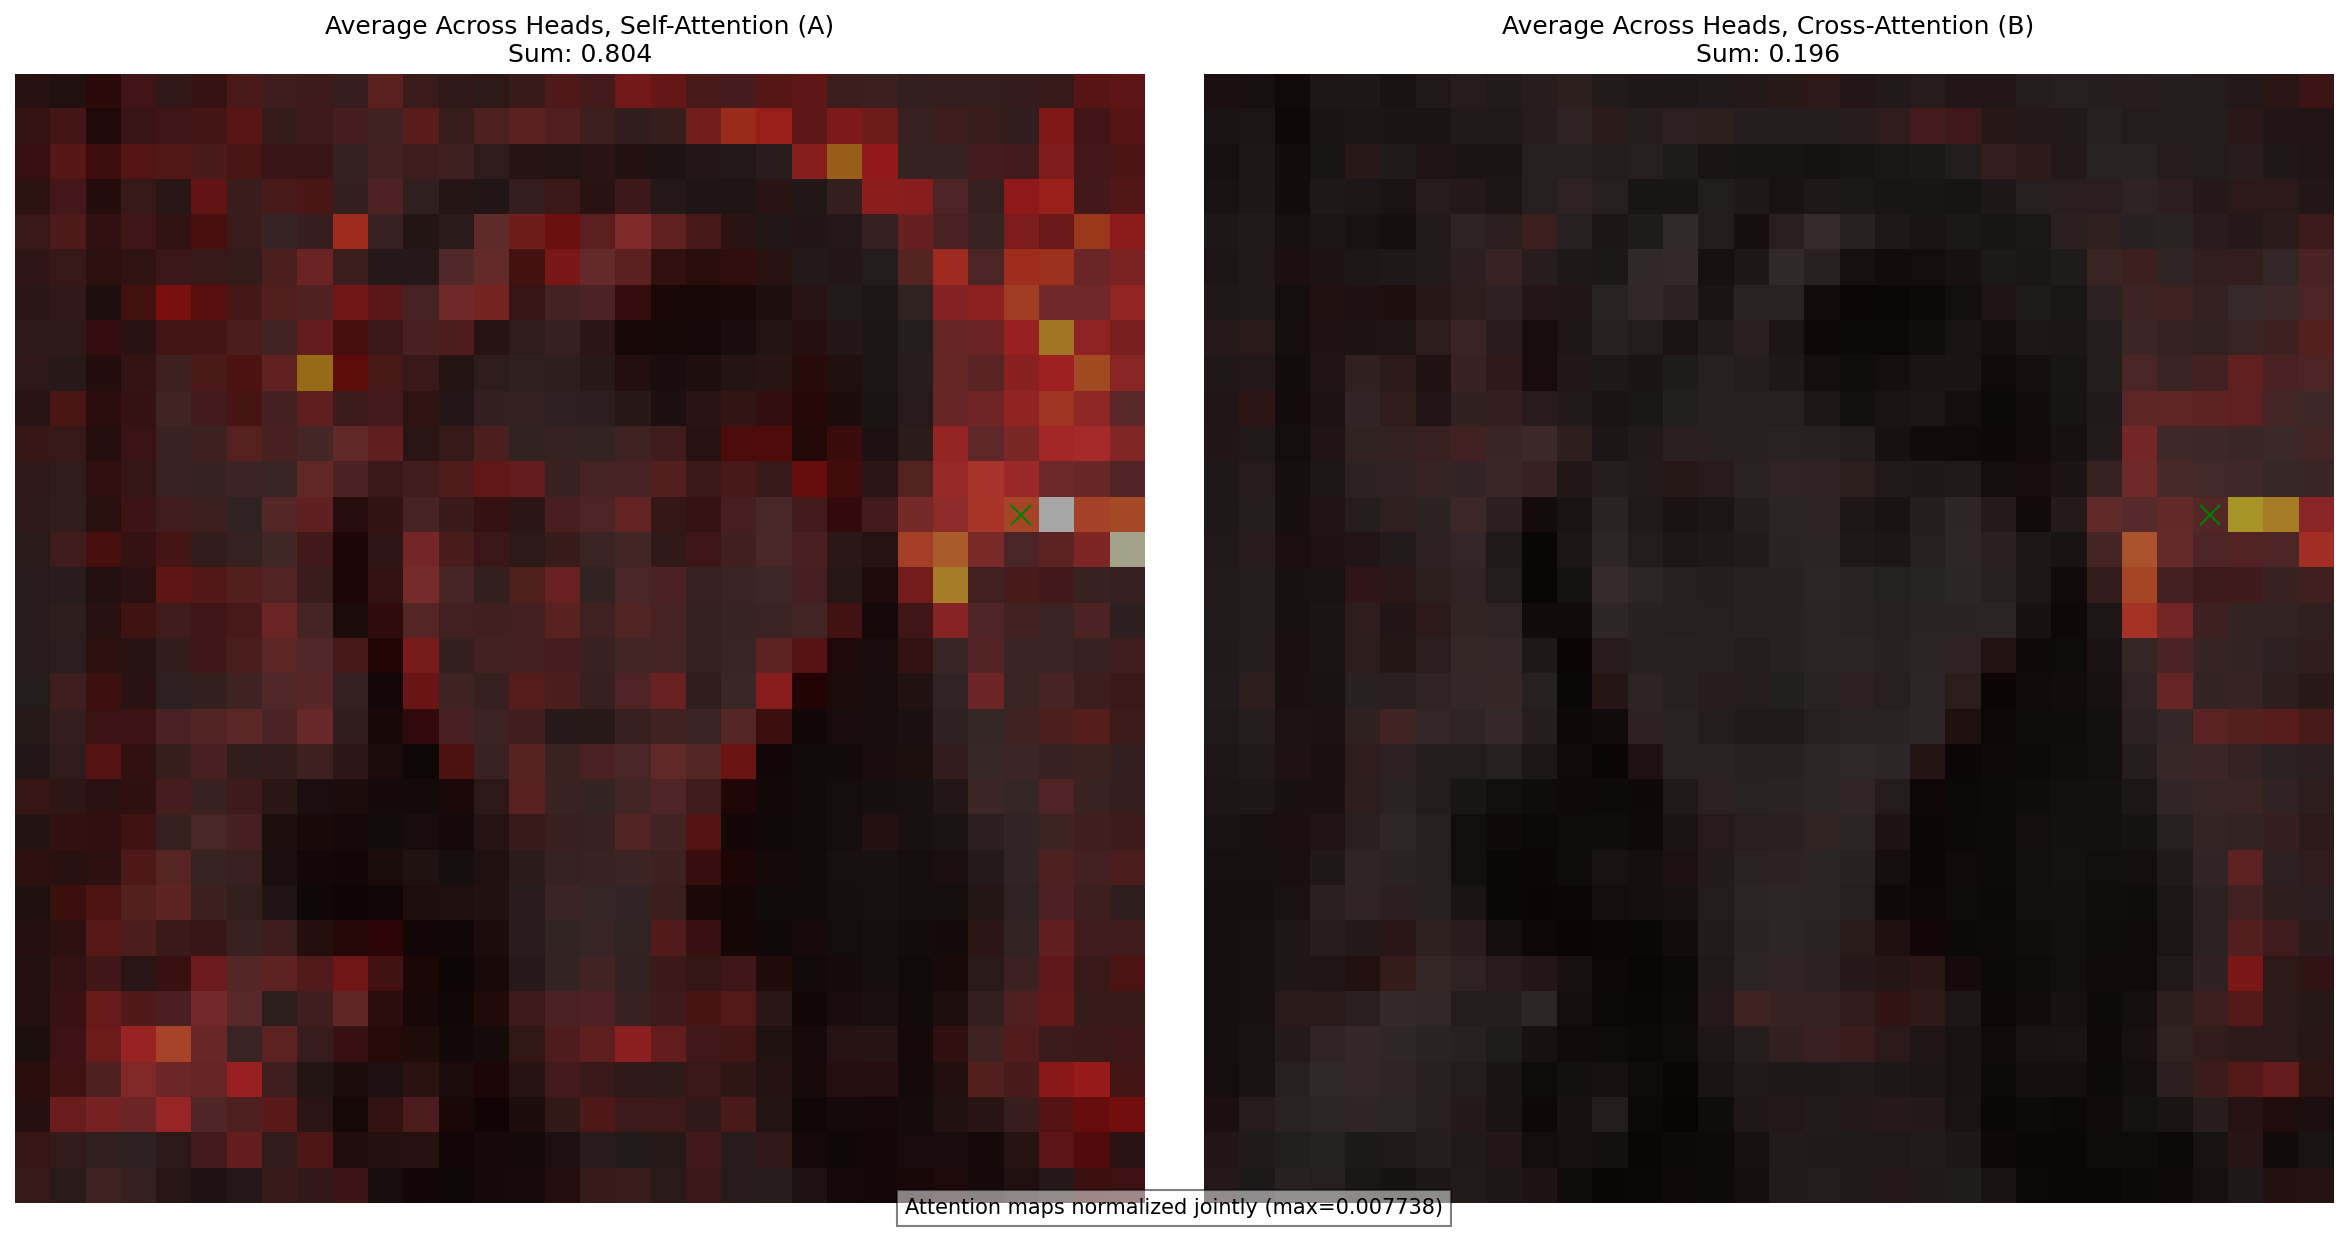 Average Across Heads, Self-Attention (A)
Sum: 0.804
Average Across Heads, Cross-Attention (B)
Sum: 0.196
Attention maps normalized jointly (max=0.007738)